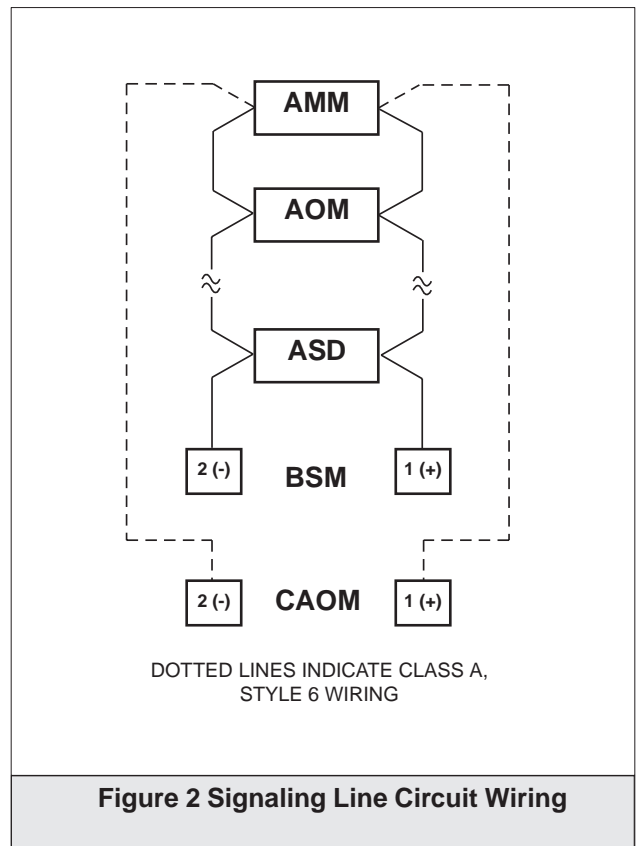 AMM
AOM
ASD
2 (-) BSM 1 (+)
2 (-) CAOM 1 (+)
DOTTED LINES INDICATE CLASS A,
STYLE 6 WIRING
Figure 2 Signaling Line Circuit Wiring